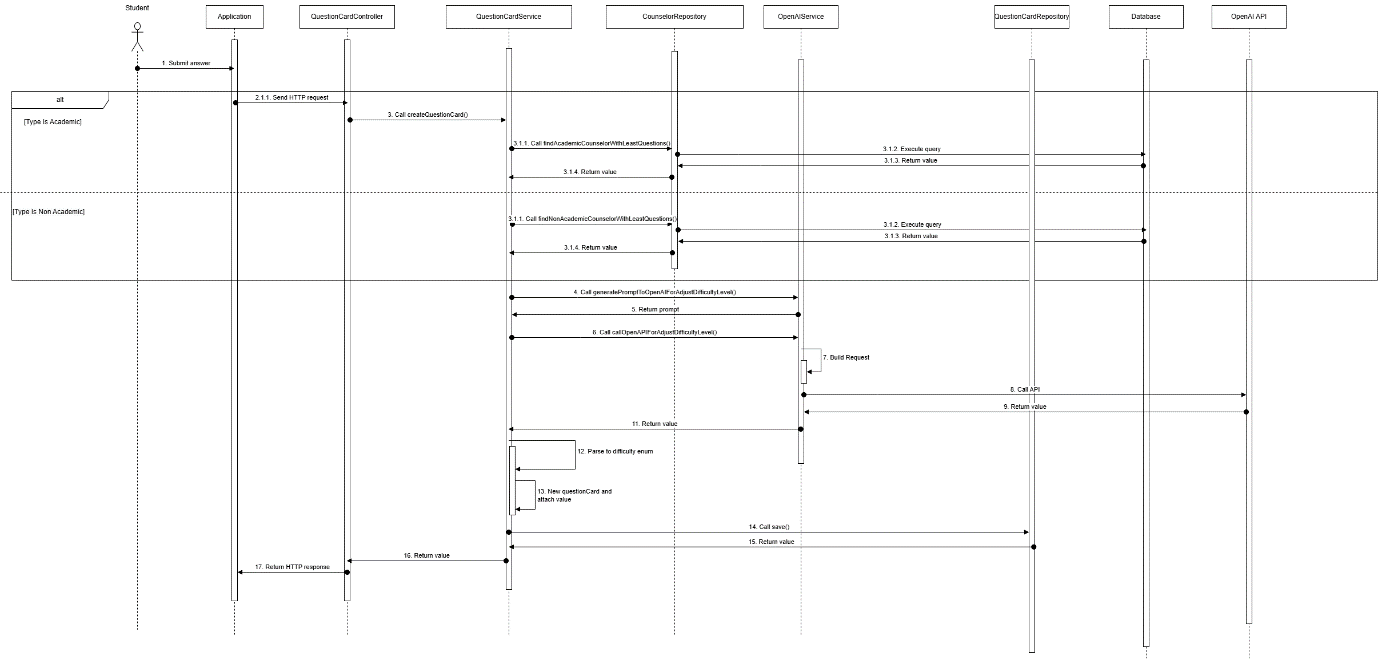 Student
Application
QuestionCardController
QuestionCardService
CounselorRepository
OpenAIService
QuestionCardRepository
Database
OpenAI API
1. Submit answer
alt
2.1.1. Send HTTP request
3. Call createQuestionCard()
[Type Is Academic]
3.1.1. Call findAcademicCounselorWithLeastQuestions()
3.1.2. Execute query
3.1.3. Return value
3.1.4. Return value
[Type Is Non Academic]
3.1.1. Call findNonAcademicCounselorWithLeastQuestions()
3.1.2. Execute query
3.1.3. Return value
3.1.4. Return value
4. Call generatePromptToOpenAIForAdjustDifficultyLevel()
5. Return prompt
6. Call callOpenAPIForAdjustDifficultyLevel()
7. Build Request
8. Call API
9. Return value
11. Return value
12. Parse to difficulty enum
13. New questionCard and
attach value
14. Call save()
15. Return value
16. Return value
17. Return HTTP response